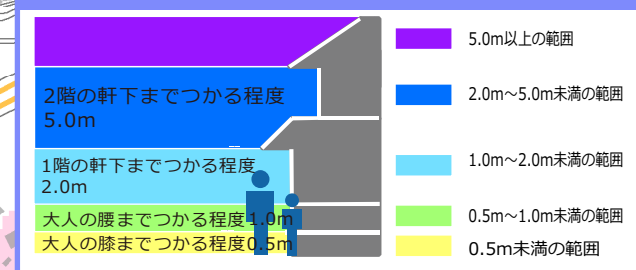 5.0m以上の範囲
2階の軒下までつかる程度
5.0m
2.0m～5.0m未満の範囲
1階の軒下までつかる程度
2.0m
1.0m～2.0m未満の範囲
大人の腰までつかる程度1.0m
0.5m～1.0m未満の範囲
大人の膝までつかる程度0.5m
0.5m未満の範囲